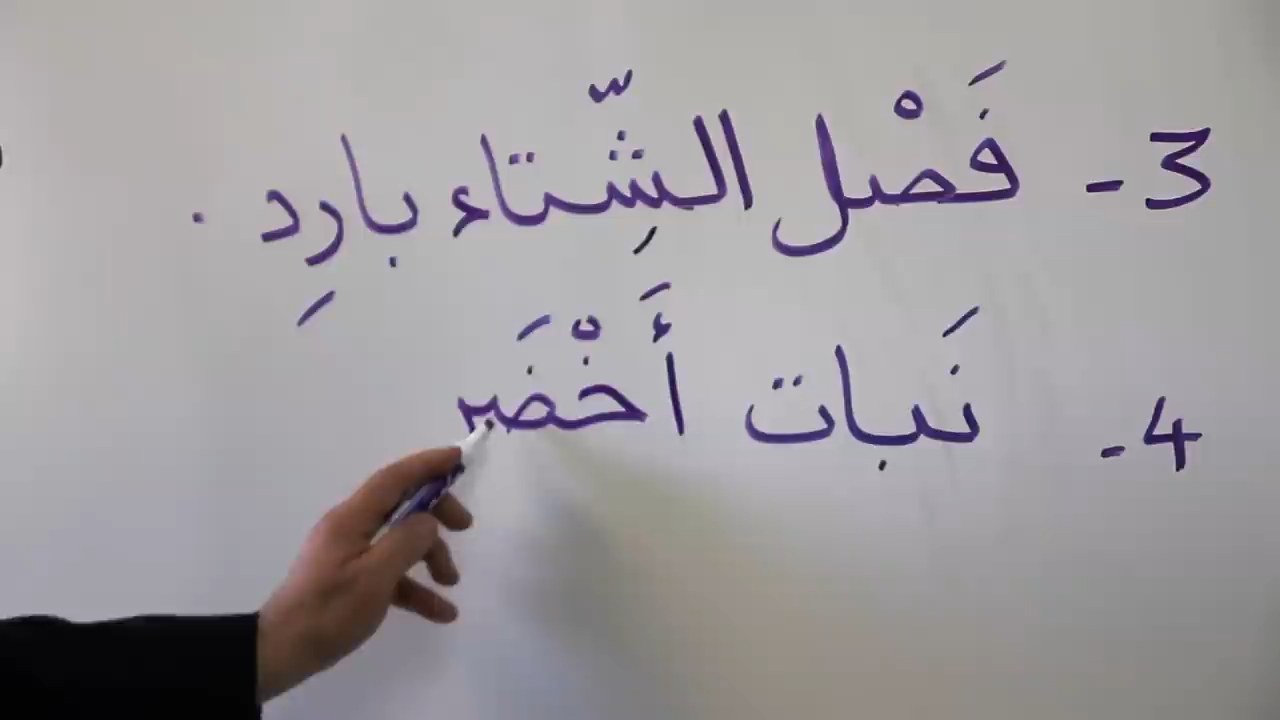 3- فَصْل الشِّتاء بارِد .
4- نَبات أَخْضَر